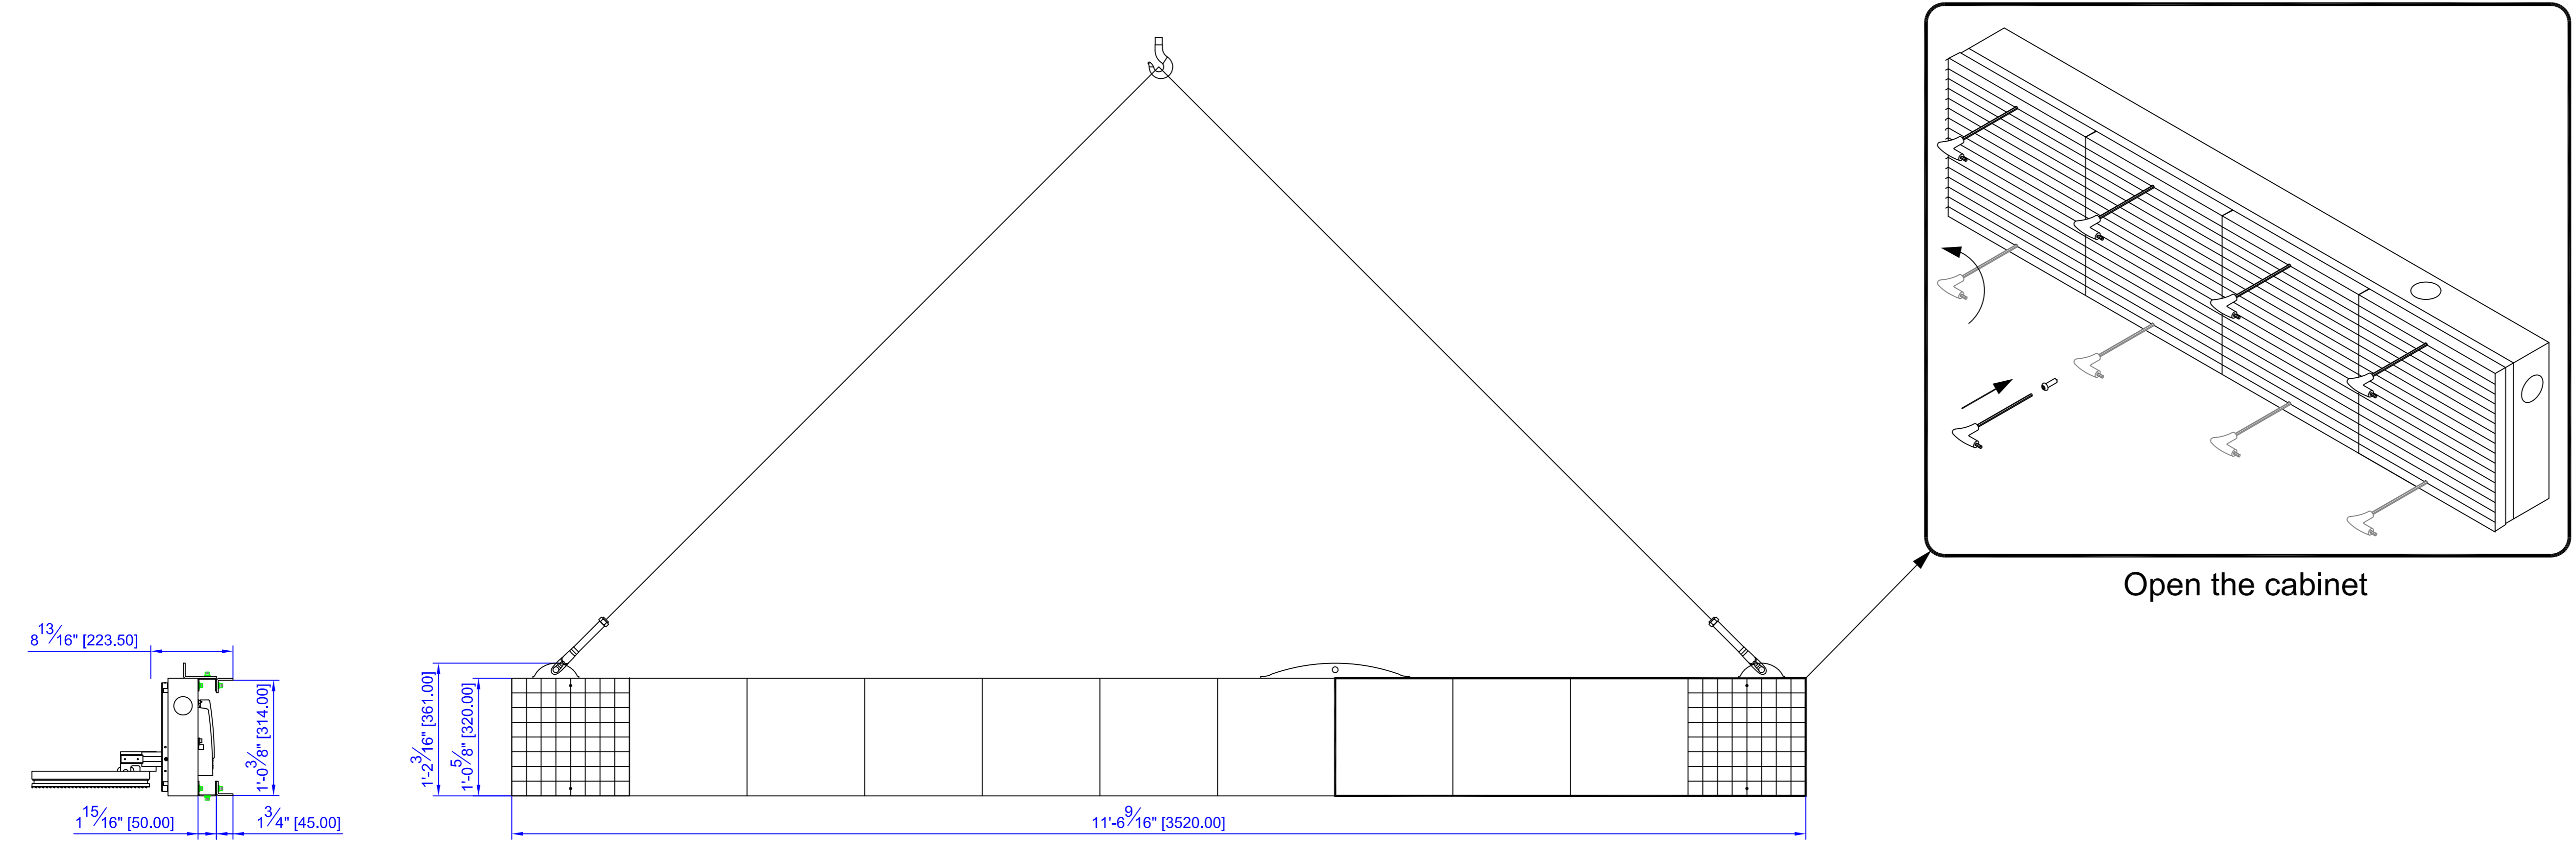 Open the cabinet
8 13/16" [223.50]
1'-0 3/8" [314.00]
1 15/16" [50.00]
1 3/4" [45.00]
1'-2 3/16" [361.00]
1'-0 5/8" [320.00]
11'-6 9/16" [3520.00]